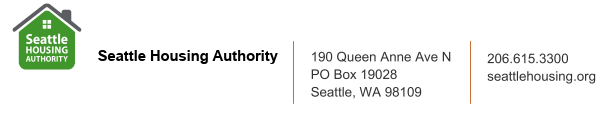 Seattle
HOUSING
AUTHORITY
Seattle Housing Authority
190 Queen Anne Ave N
PO Box 19028
Seattle, WA 98109
206.615.3300
seattlehousing.org